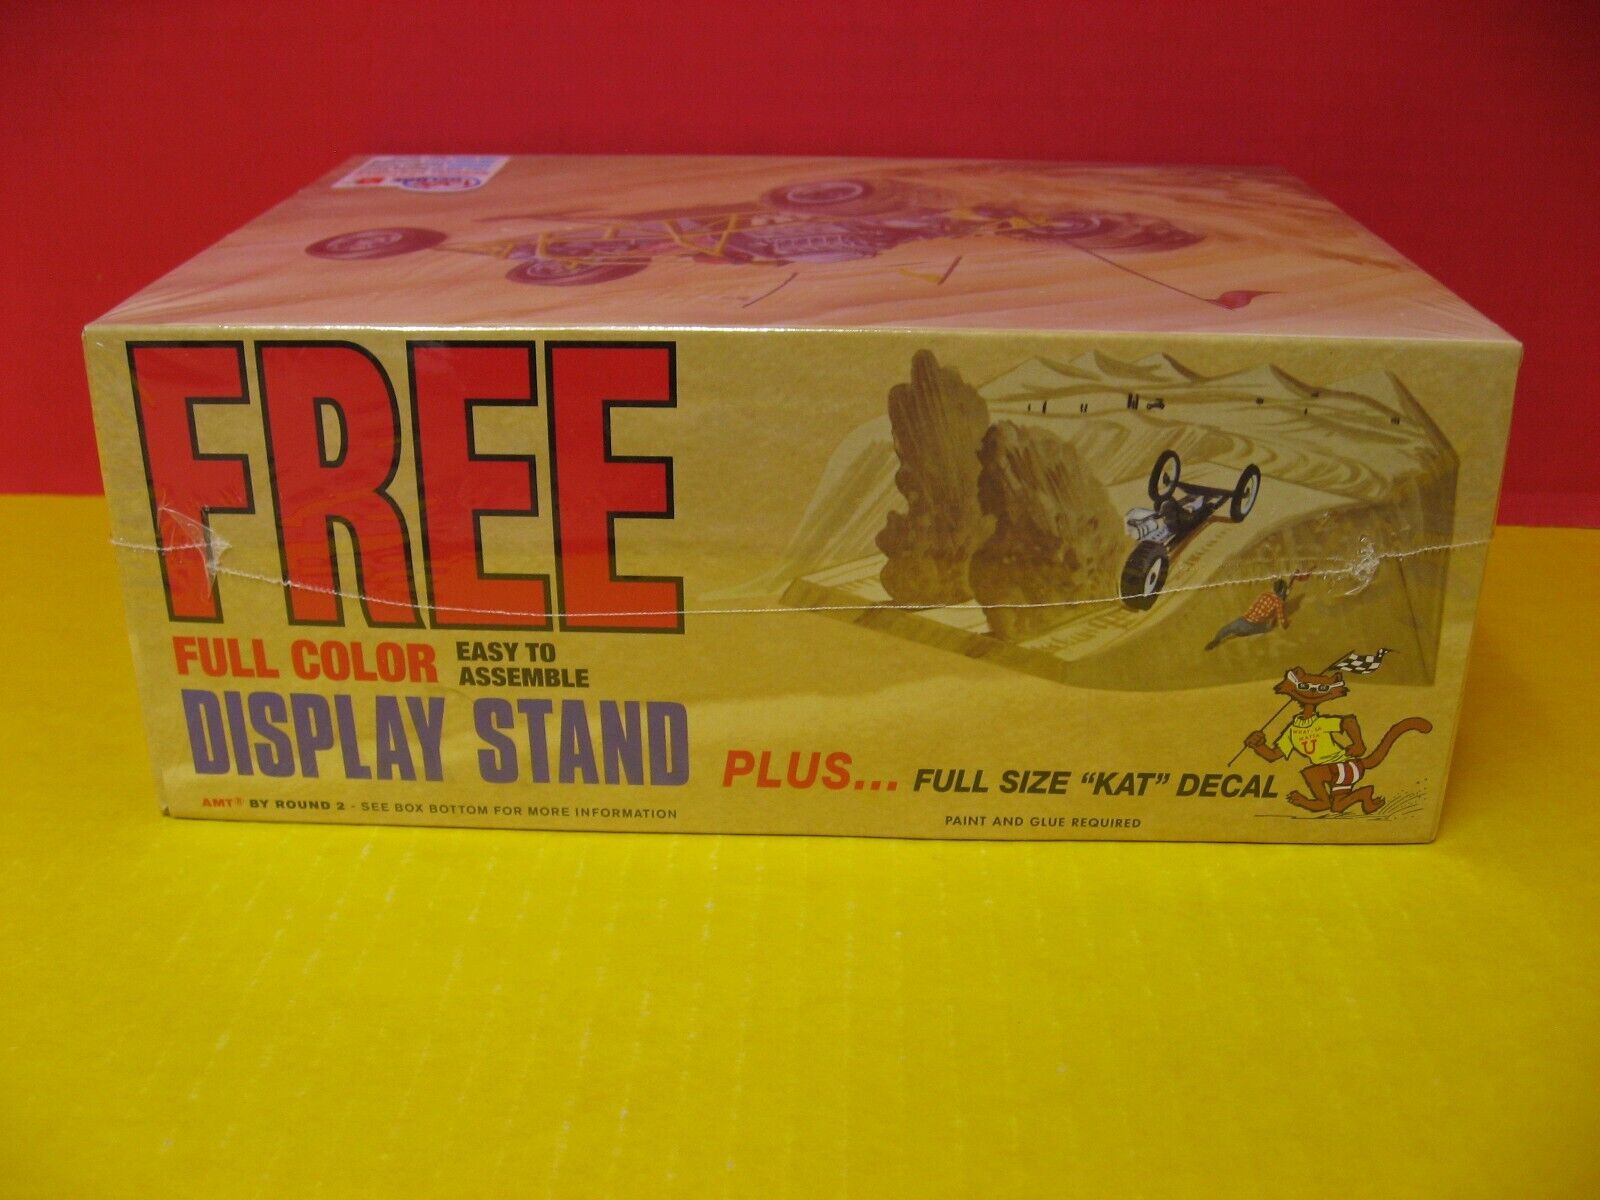 FREE
FULL COLOR EASY TO
ASSEMBLE
DISPLAY STAND
PLUS... FULL SIZE “KAT” DECAL
AMT® BY ROUND 2 - SEE BOX BOTTOM FOR MORE INFORMATION
PAINT AND GLUE REQUIRED
U